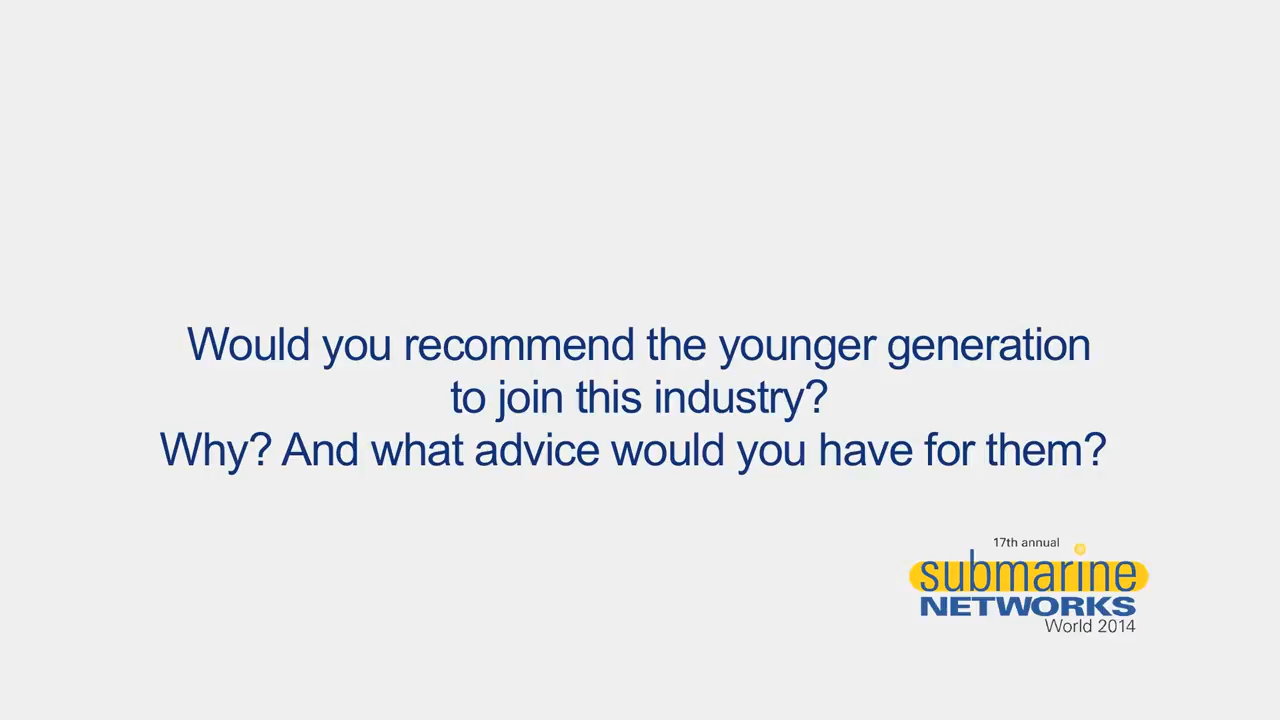 Would you recommend the younger generation
to join this industry?
Why? And what advice would you have for them?
17th annual
submarine
NETWORKS
World 2014